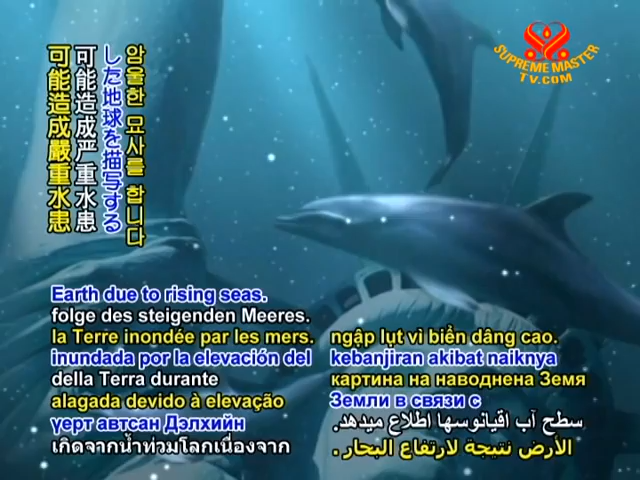 SUPREME MASTER
TV.COM
암울한 묘사를 합니다
した地球を描写する
可能造成严重水患
可能造成嚴重水患
Earth due to rising seas.
folge des steigenden Meeres.
la Terre inondée par les mers.
inundada por la elevación del
della Terra durante
alagada devido à elevação
үерт автсан Дэлхийн
เกิดจากน้ำท่วมโลกเนื่องจาก
ngập lụt vì biển dâng cao.
kebanjiran akibat naiknya
картина на наводнена Земя
Земли в связи с
سطح آب اقیانوسها اطلاع میدهد.
الأرض نتيجة لارتفاع البحار .